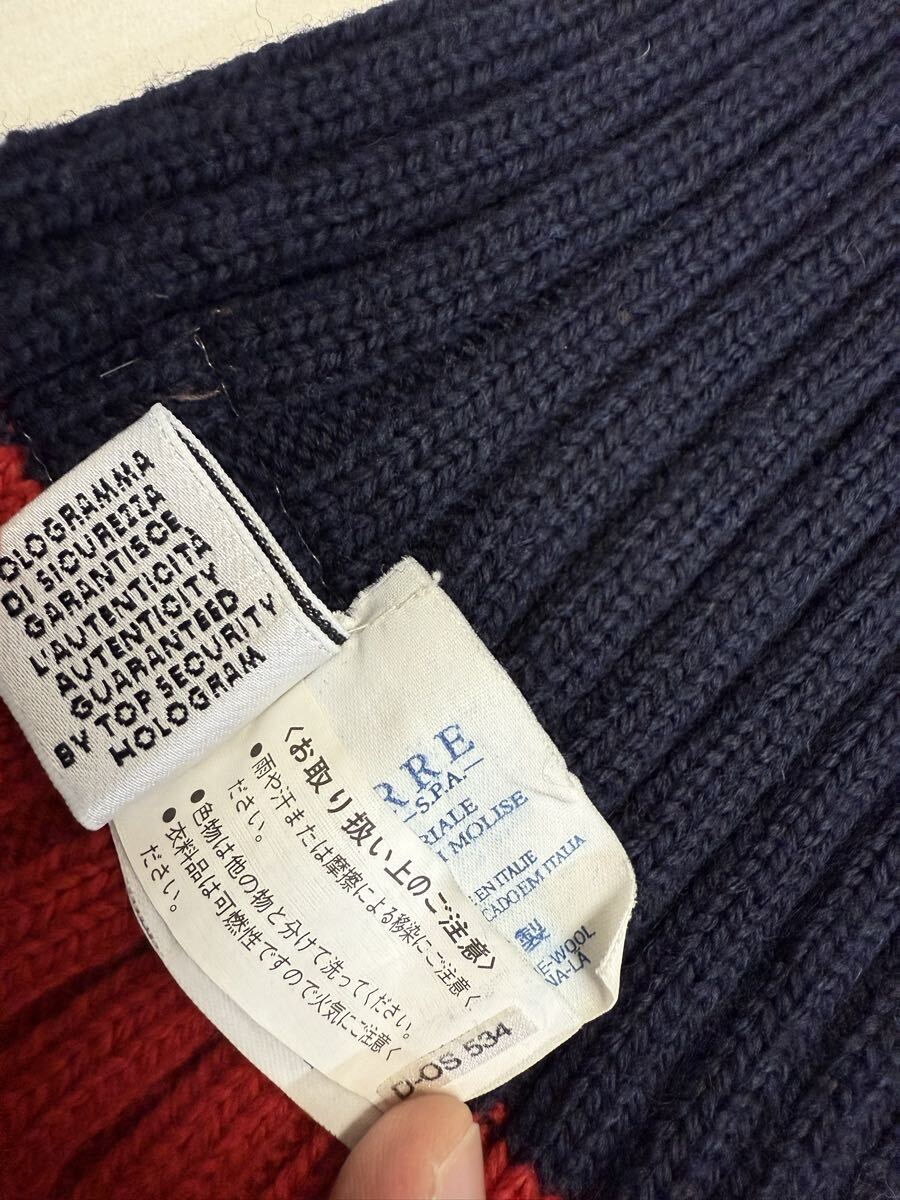 OLOGRAMMA
DI SICUREZZA
GARANTISCE
L'AUTENTICITÀ
AUTENTICITY
GUARANTEED
BY TOP SECURITY
HOLOGRAM
〈お取り扱い上のご注意〉
●雨や汗または摩擦による移染にご注意く
ださい。
●色物は他の物と分けて洗ってください。
●衣料品は可燃性ですので火気にご注意く
ださい。
D-OS 534
RRE
S.P.A.
RIALE
I MOLISE
EN ITALIE
CADO EM ITALIA
製
E-WOOL
VA-LÃ